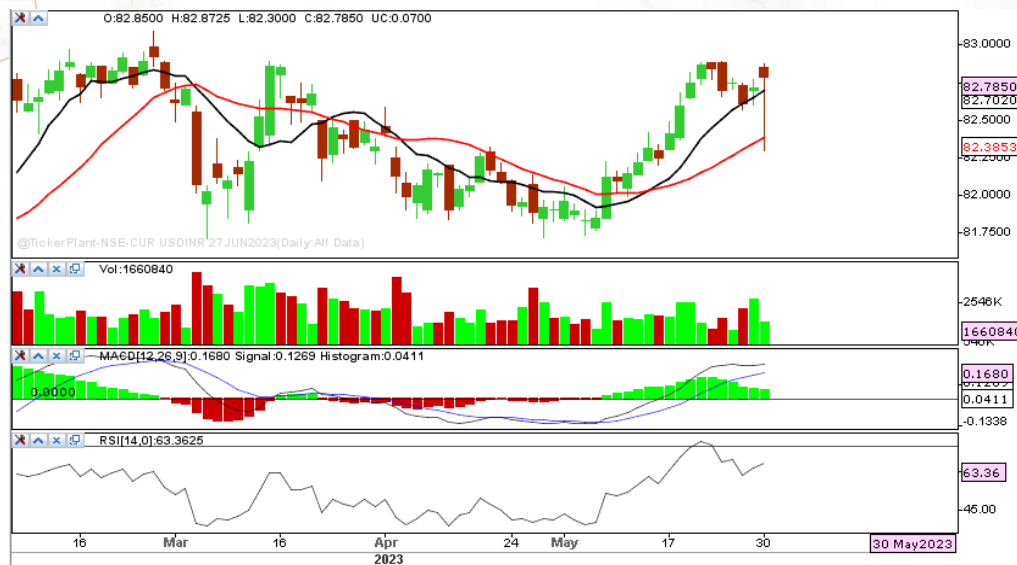 O:82.8500 H:82.8725 L:82.3000 C:82.7850 UC:0.0700
83.0000
82.7850
82.7020
82.5000
82.3853
82.2500
82.0000
81.7500
@TickerPlant-NSE-CUR USDINR 27JUN2023(Daily:All Data)
Vol:1660840
2546K
1660840
546K
MACD[12,26,9]:0.1680 Signal:0.1269 Histogram:0.0411
0.0000
0.1680
0.1269
0.0411
-0.1338
RSI[14,0]:63.3625
63.36
45.00
16 Mar 16 Apr 24 May 17 30 30 May2023
2023